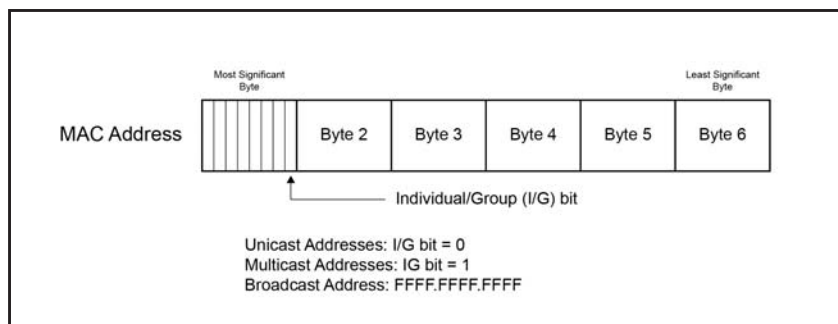 Most Significant
Byte
Least Significant
Byte
MAC Address
Byte 2
Byte 3
Byte 4
Byte 5
Byte 6
Individual/Group (I/G) bit
Unicast Addresses: I/G bit = 0
Multicast Addresses: IG bit = 1
Broadcast Address: FFFF.FFFF.FFFF